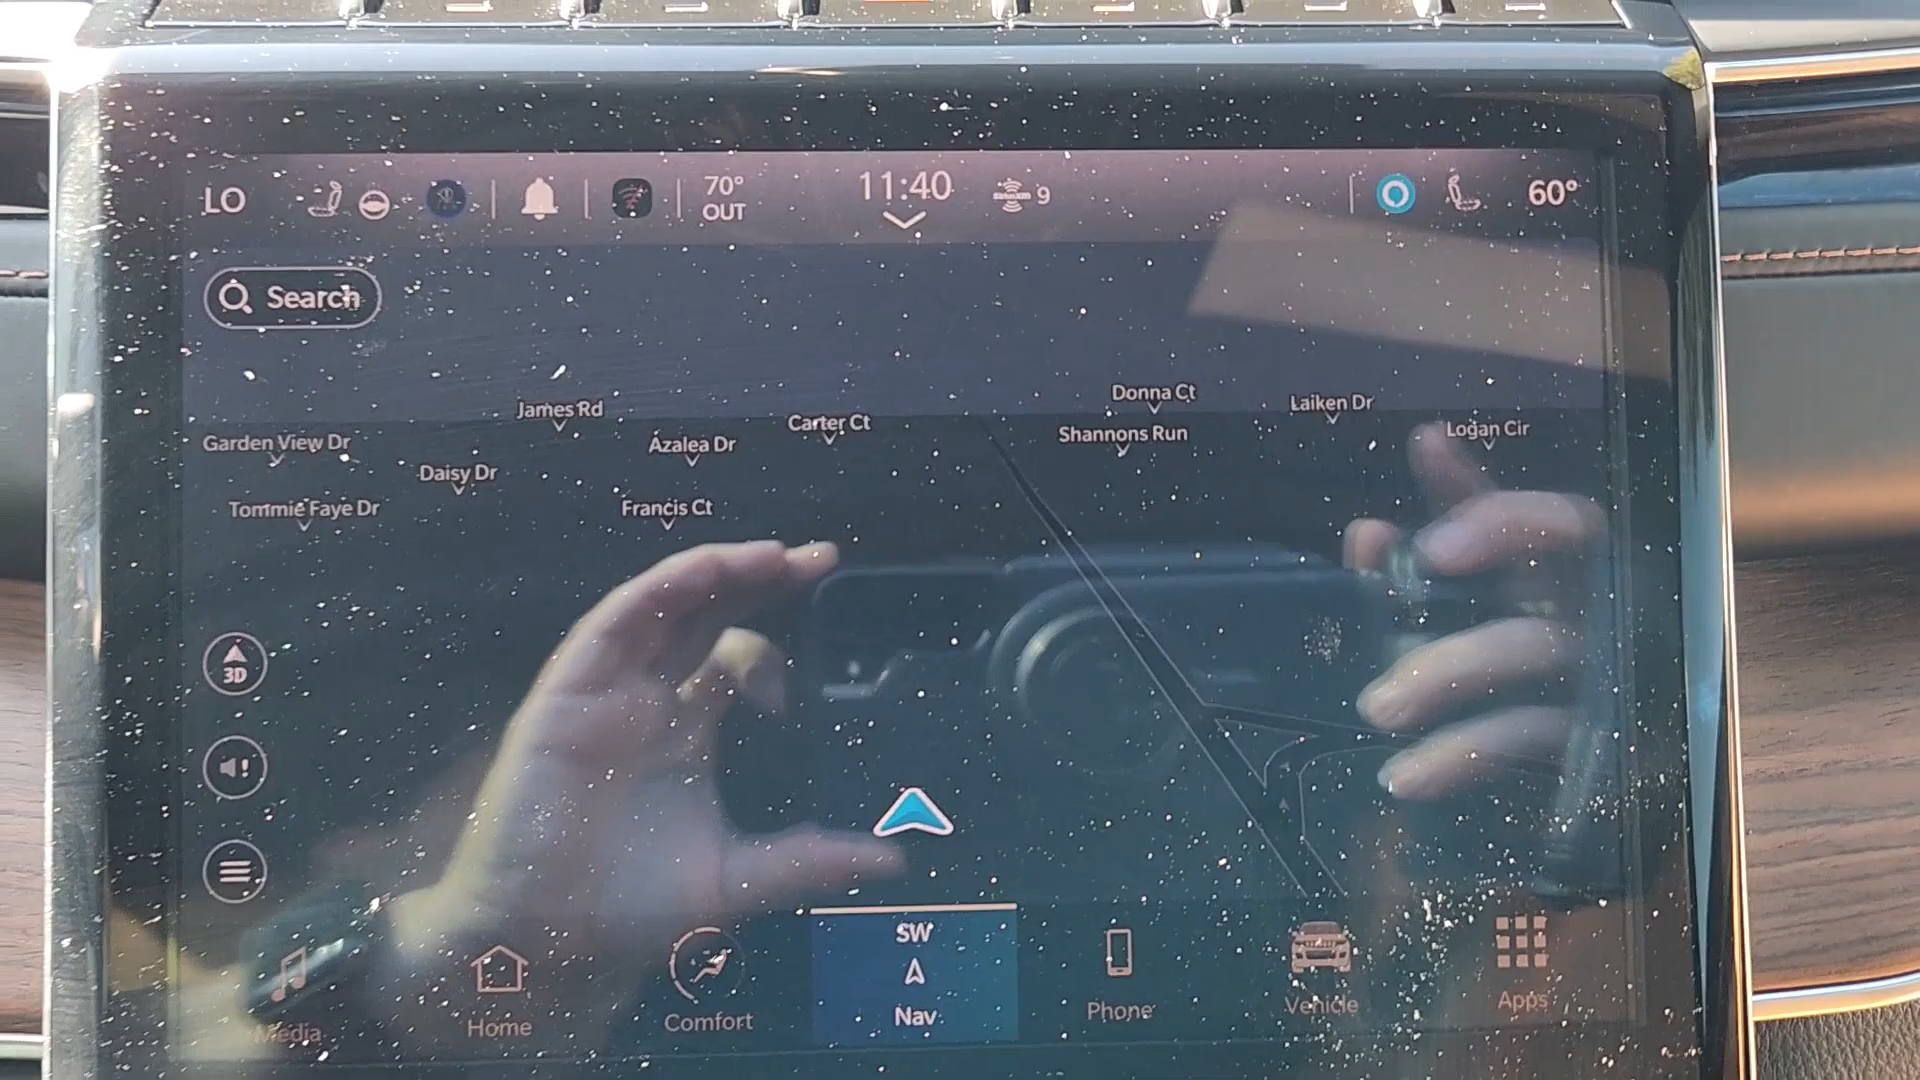 LO
70°
OUT
11:40
9
60°
Search
Donna Ct
Laiken Dr
James Rd
Carter Ct
Logan Cir
Shannons Run
Garden View Dr
Azalea Dr
Daisy Dr
Tommie Faye Dr
Francis Ct
3D
SW
Nav
Media
Home
Comfort
Phone
Vehicle
Apps